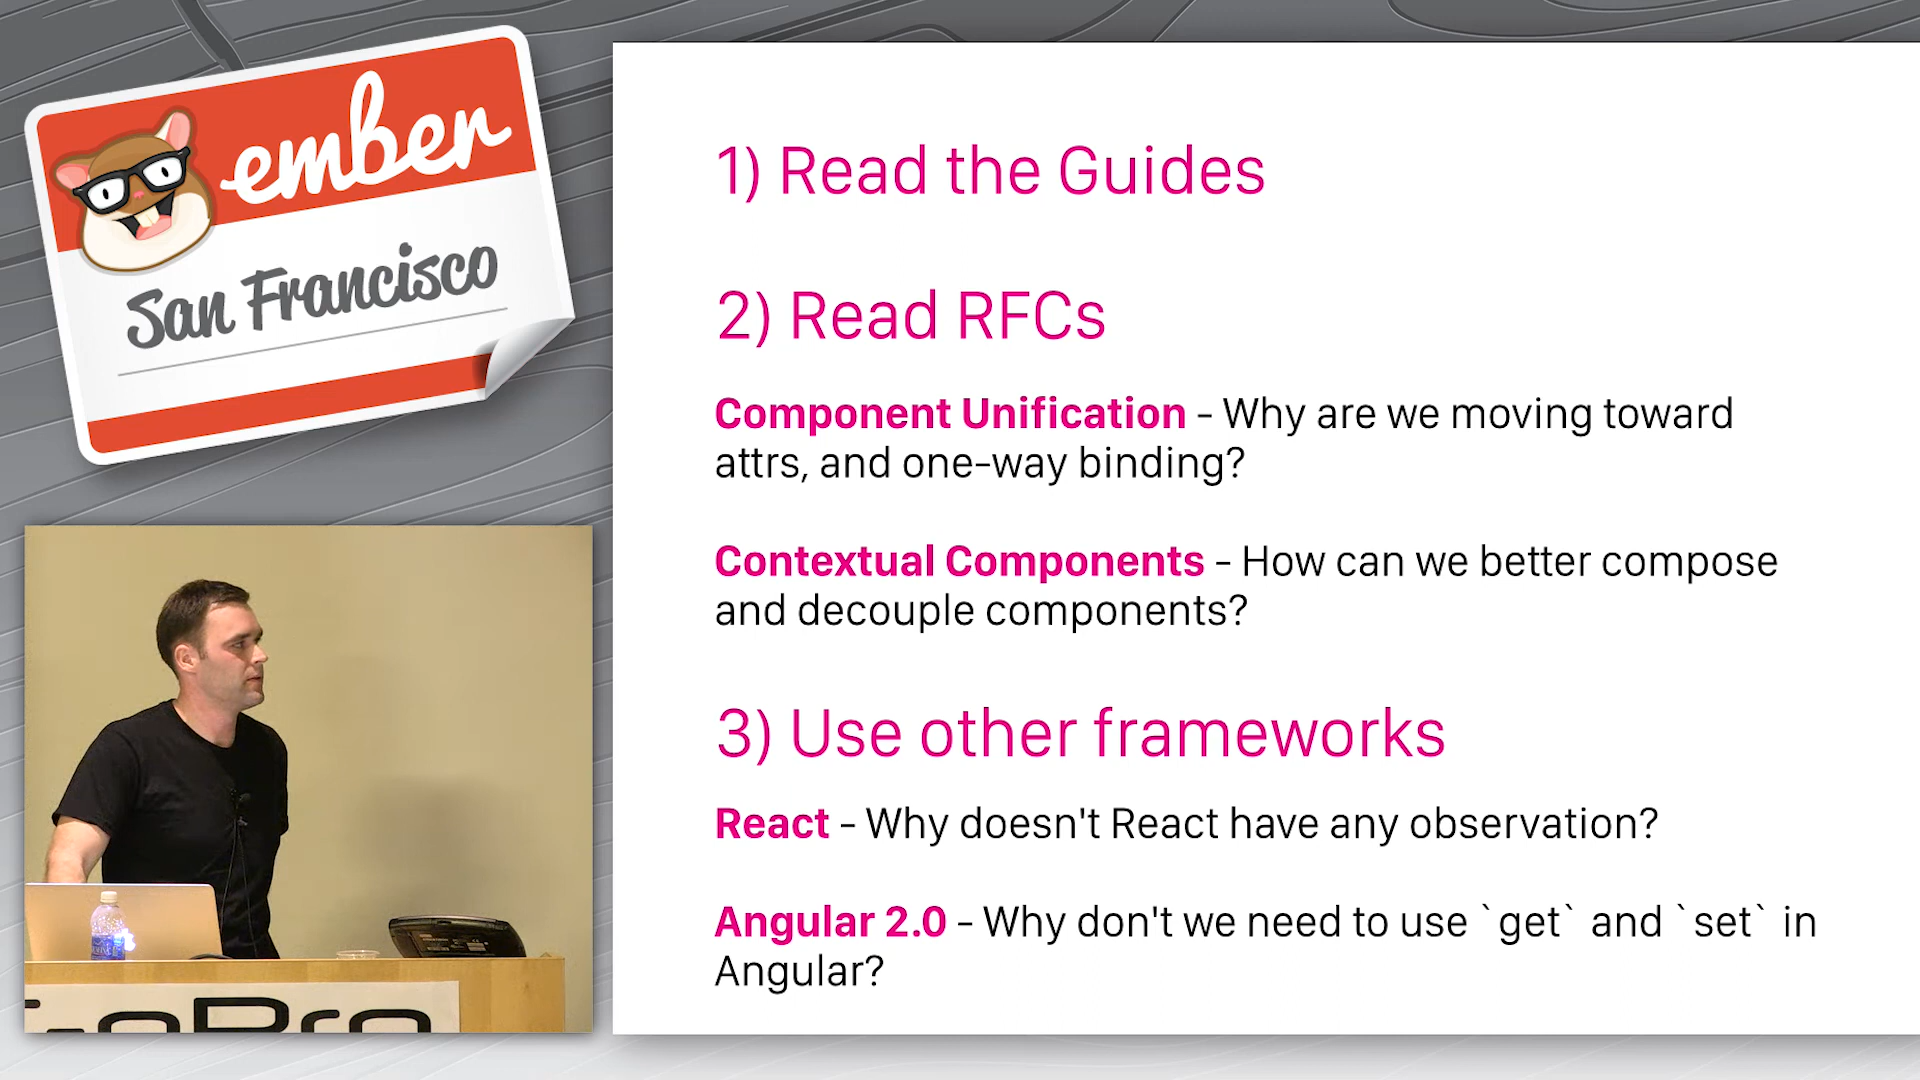 ember
San Francisco
1) Read the Guides
2) Read RFCs
Component Unification - Why are we moving toward
attrs, and one-way binding?
Contextual Components - How can we better compose
and decouple components?
3) Use other frameworks
React - Why doesn't React have any observation?
Angular 2.0 - Why don't we need to use `get` and `set` in
Angular?
GoPro